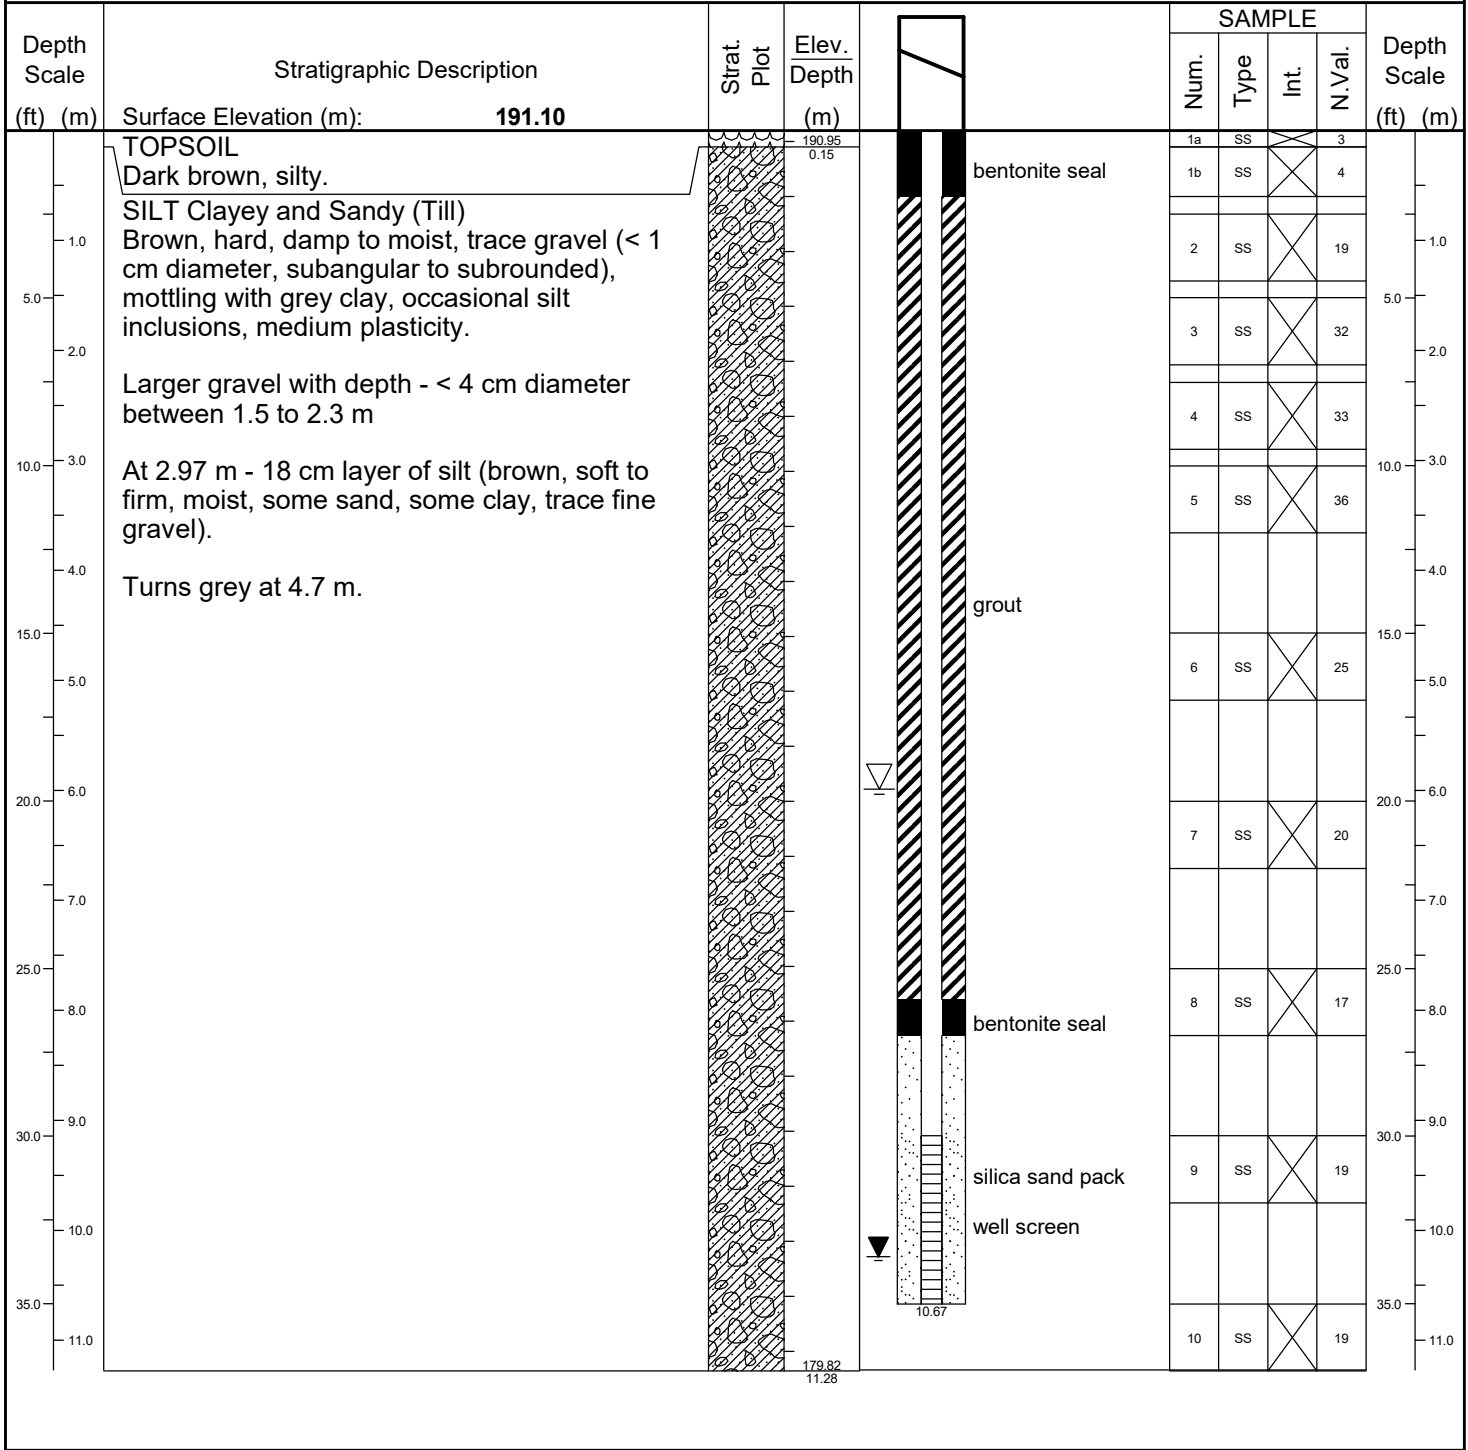 SAMPLE
Depth Scale
Stratigraphic Description
Strat. Plot
Elev. Depth
Num. Type Int. N.Val.
Depth Scale
(ft) (m) Surface Elevation (m): 191.10 (m) (ft) (m)
TOPSOIL
Dark brown, silty.
190.95
0.15
bentonite seal
1a SS 3
1b SS 4
SILT Clayey and Sandy (Till)
Brown, hard, damp to moist, trace gravel (< 1
cm diameter, subangular to subrounded),
mottling with grey clay, occasional silt
inclusions, medium plasticity.
1.0 2 SS 19 1.0
5.0 5.0
3 SS 32
2.0 2.0
Larger gravel with depth - < 4 cm diameter
between 1.5 to 2.3 m
4 SS 33
10.0 3.0 10.0 3.0
At 2.97 m - 18 cm layer of silt (brown, soft to
firm, moist, some sand, some clay, trace fine
gravel).
5 SS 36
4.0 4.0
Turns grey at 4.7 m.
grout
15.0 15.0
6 SS 25
5.0 5.0
20.0 6.0 20.0 6.0
7 SS 20
7.0 7.0
25.0 25.0
8 SS 17
8.0 8.0
bentonite seal
9.0 9.0
30.0 30.0
9 SS 19
silica sand pack
well screen
10.0 10.0
35.0 35.0
10.67
11.0 10 SS 19 11.0
179.82
11.28